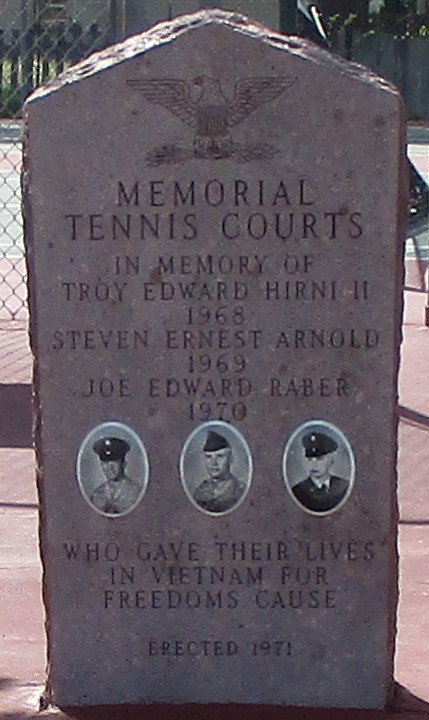 MEMORIAL
TENNIS COURTS
IN MEMORY OF
TROY EDWARD HIRNI II
1968
STEVEN ERNEST ARNOLD
1969
JOE EDWARD RABER
1970
WHO GAVE THEIR LIVES
IN VIETNAM FOR
FREEDOMS CAUSE
ERECTED 1971